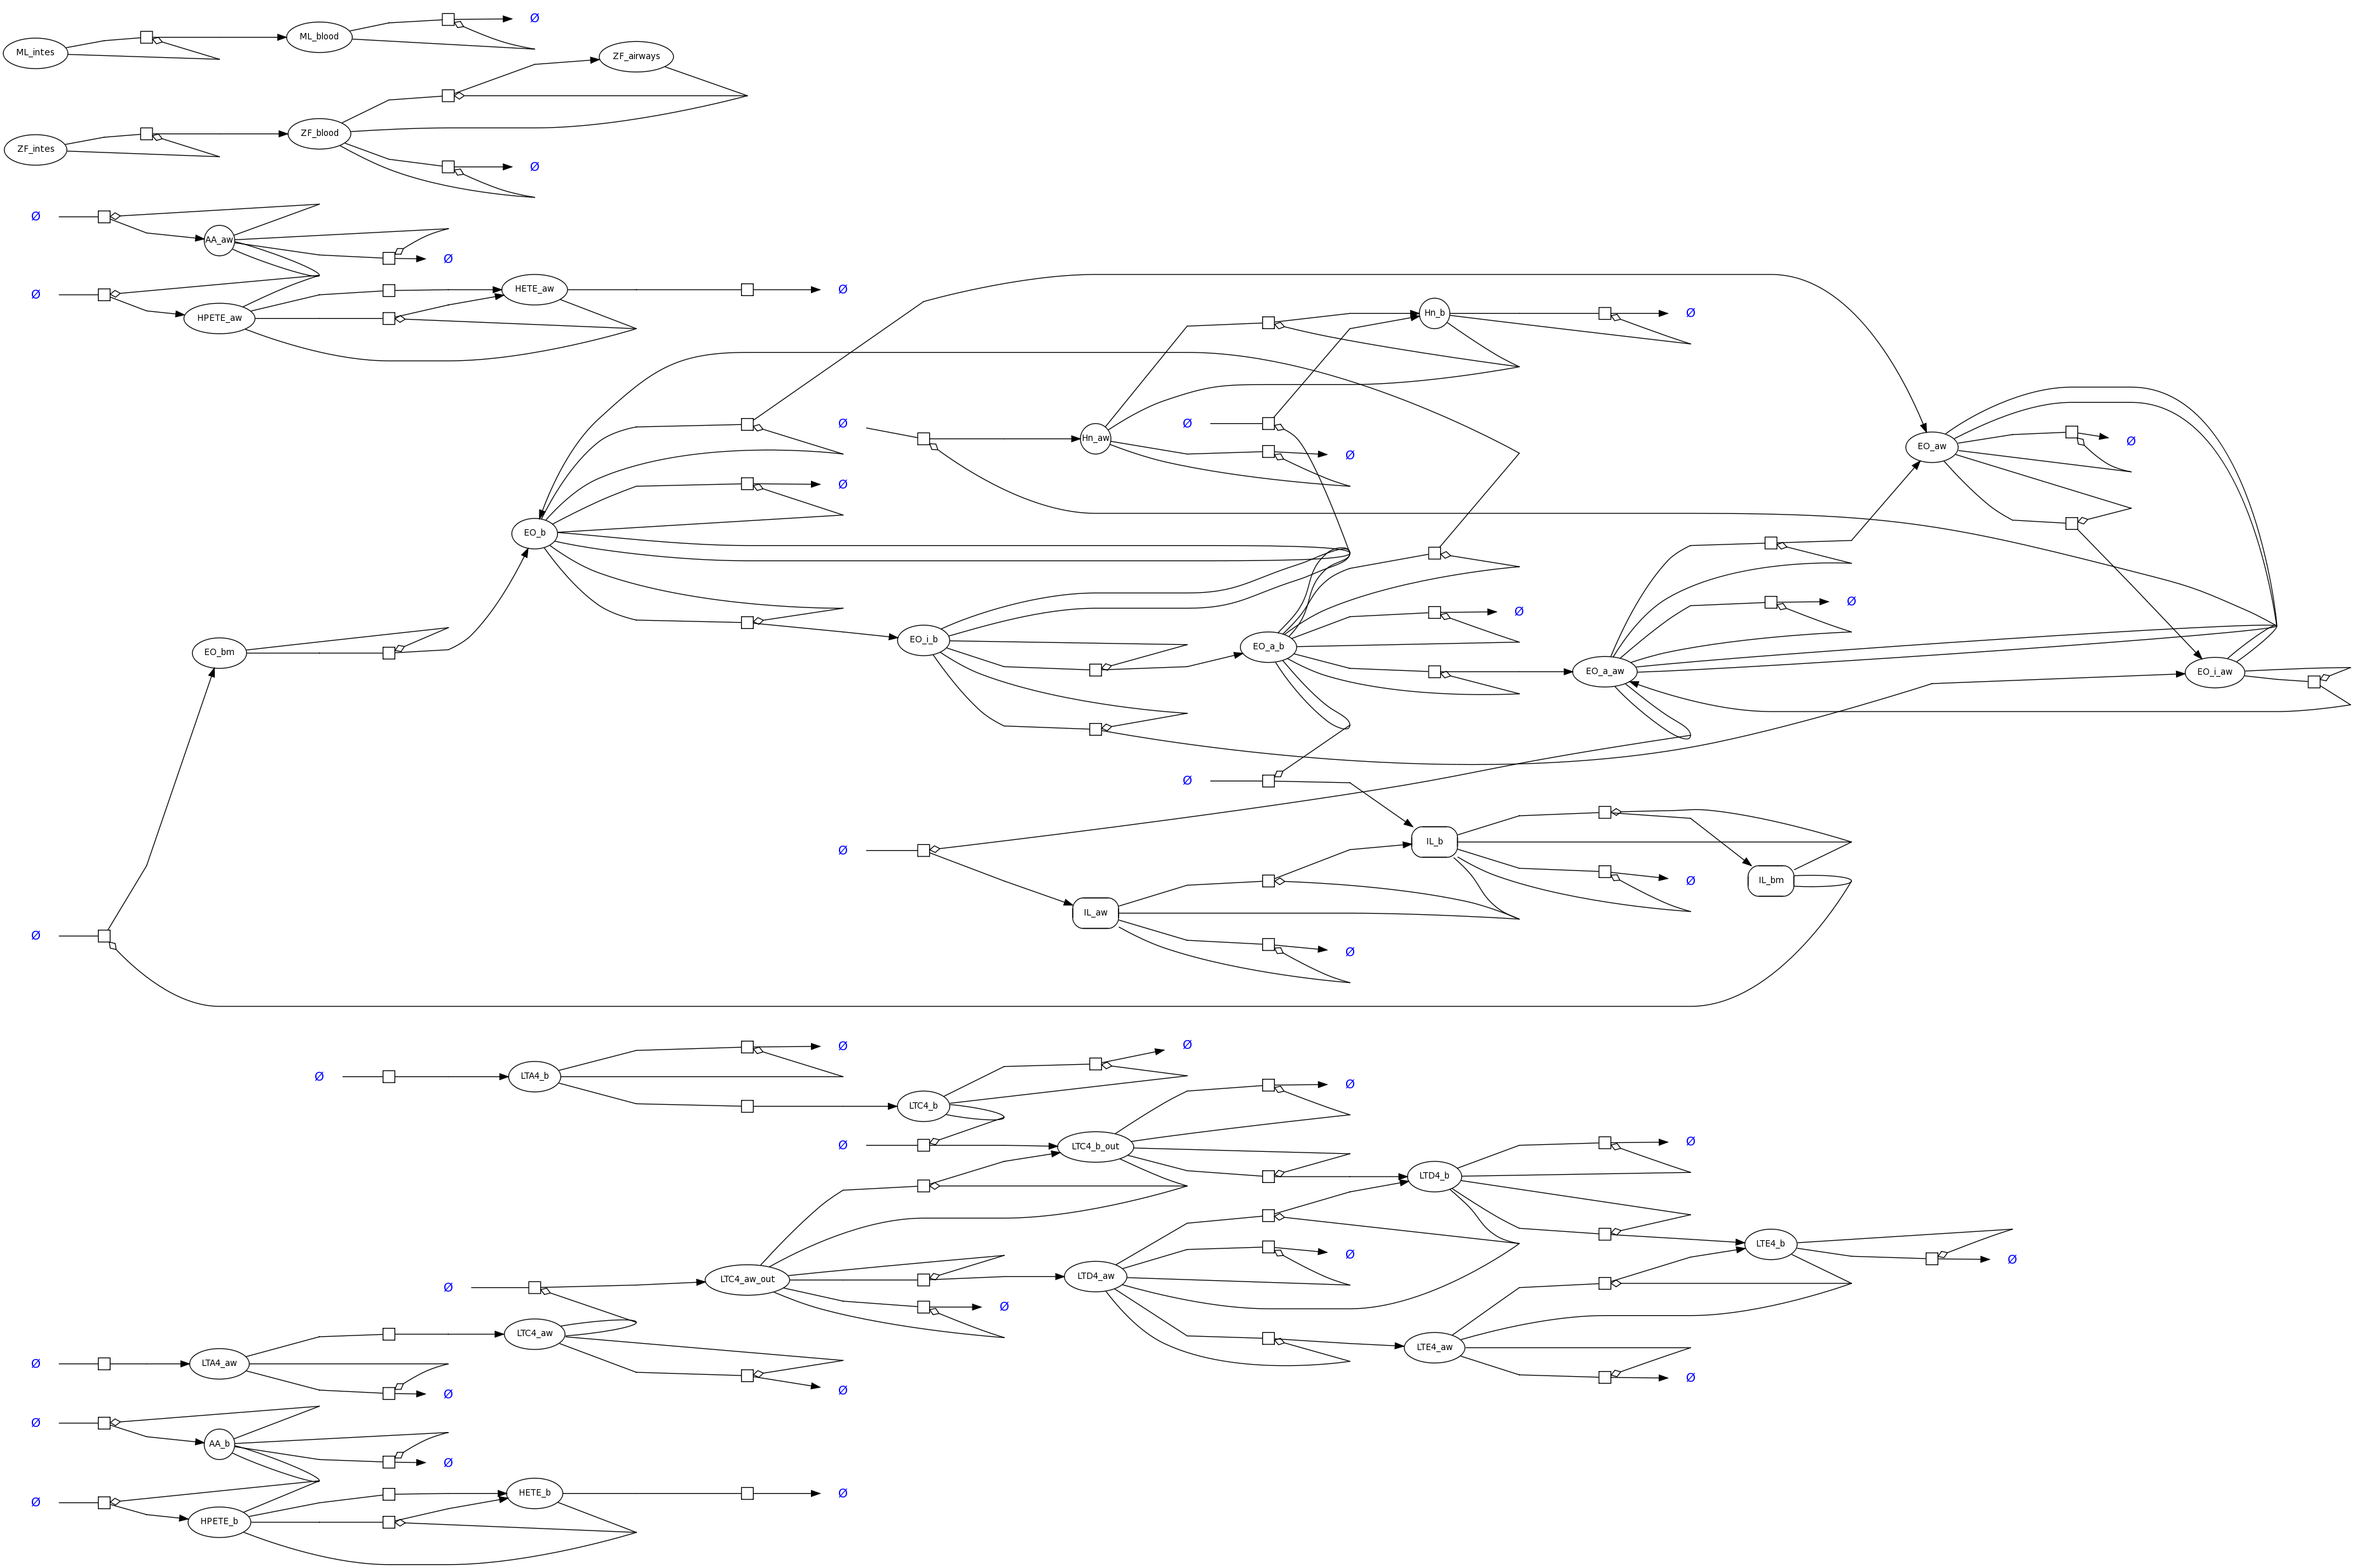 Ø
ML_blood
ML_intes
ZF_airways
ZF_blood
ZF_intes
Ø
Ø
AA_aw
Ø
Ø
HPETE_aw
HETE_aw
Ø
Hn_b
Ø
Ø
Hn_aw
Ø
Ø
EO_aw
Ø
Ø
EO_b
EO_bm
EO_i_b
EO_a_b
Ø
EO_a_aw
Ø
EO_i_aw
Ø
Ø
IL_b
Ø
IL_bm
IL_aw
Ø
Ø
Ø
LTA4_b
Ø
LTC4_b
Ø
Ø
Ø
LTC4_b_out
LTD4_b
Ø
LTE4_b
Ø
Ø
LTC4_aw_out
LTD4_aw
Ø
Ø
LTC4_aw
LTE4_aw
Ø
Ø
LTA4_aw
Ø
Ø
Ø
AA_b
Ø
Ø
HPETE_b
HETE_b
Ø